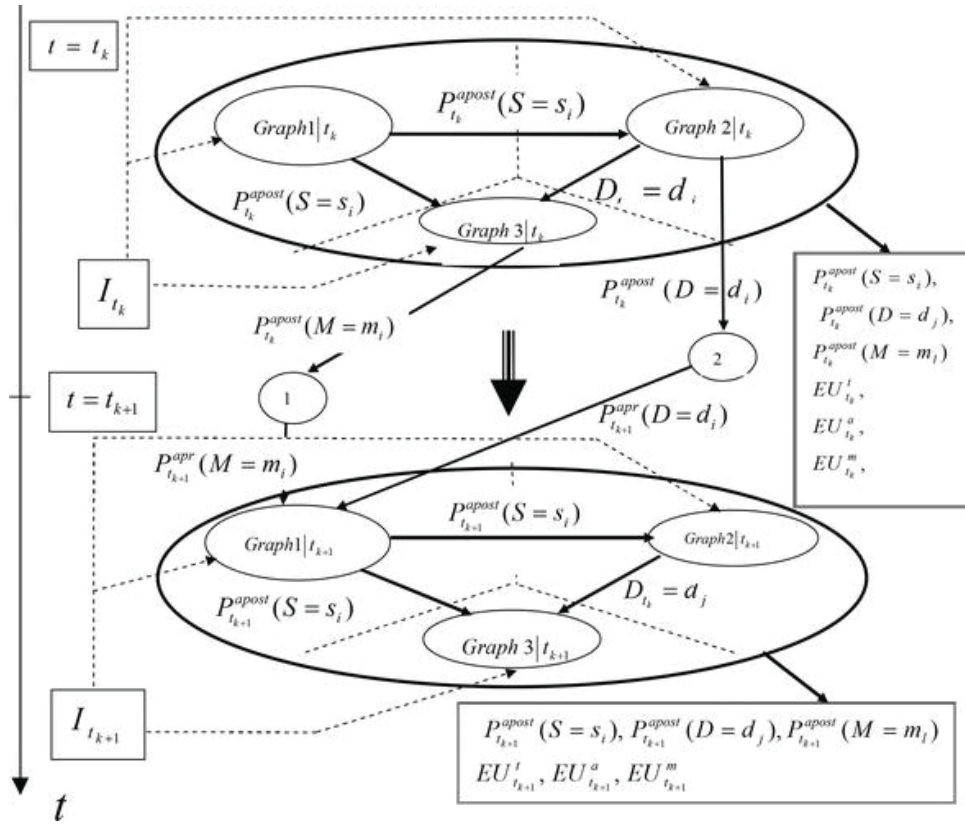 t = t_k
P_{t_k}^{apost}(S = s_i)
Graph1|t_k
Graph 2|t_k
P_{t_k}^{apost}(S = s_i)
D_s = d_i
Graph 3|t_k
I_{t_k}
P_{t_k}^{apost}(D = d_i)
P_{t_k}^{apost}(S = s_i),
P_{t_k}^{apost}(D = d_j),
P_{t_k}^{apost}(M = m_l)
EU_{t_k}^t,
EU_{t_k}^a,
EU_{t_k}^m,
P_{t_k}^{apost}(M = m_i)
2
1
t = t_{k+1}
P_{t_{k+1}}^{apr}(D = d_i)
P_{t_{k+1}}^{apr}(M = m_i)
P_{t_{k+1}}^{apost}(S = s_i)
Graph1|t_{k+1}
Graph2|t_{k+1}
P_{t_{k+1}}^{apost}(S = s_i)
D_{t_k} = d_j
Graph 3|t_{k+1}
I_{t_{k+1}}
P_{t_{k+1}}^{apost}(S = s_i), P_{t_{k+1}}^{apost}(D = d_j), P_{t_{k+1}}^{apost}(M = m_l)
EU_{t_{k+1}}^t, EU_{t_{k+1}}^a, EU_{t_{k+1}}^m
t